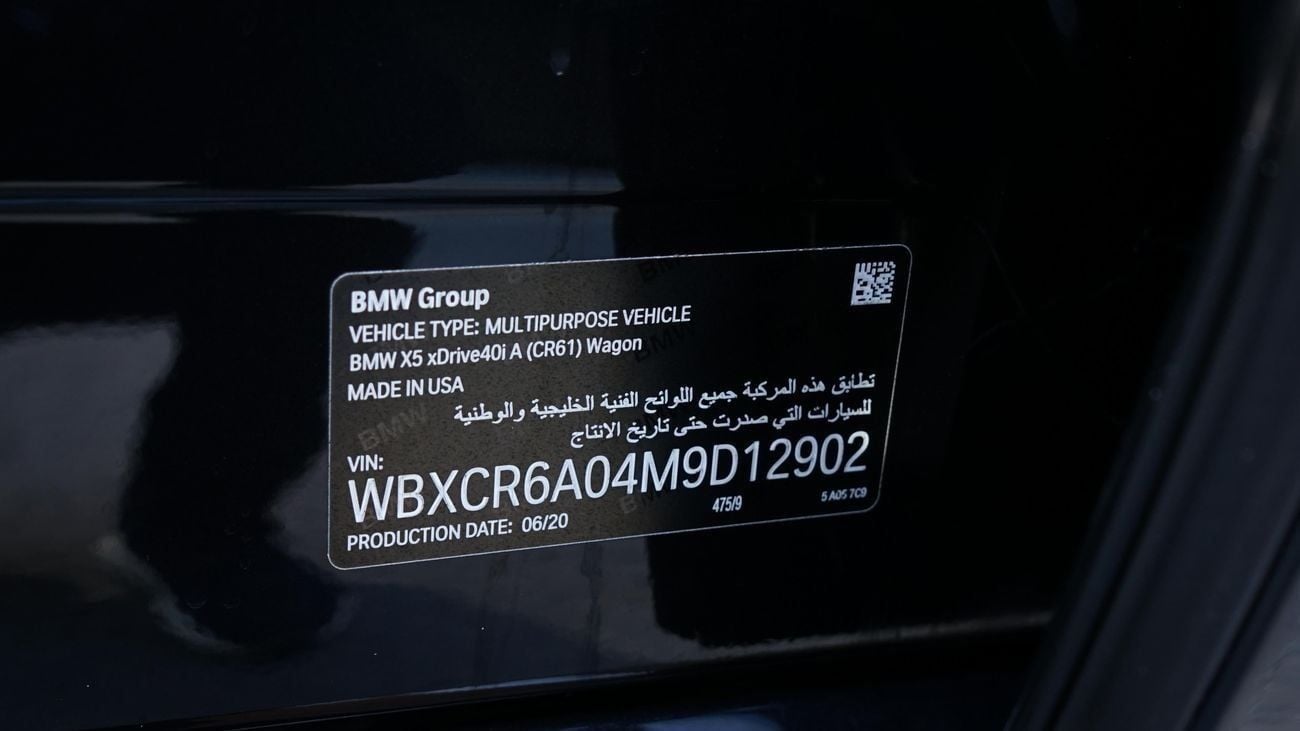 BMW Group
VEHICLE TYPE: MULTIPURPOSE VEHICLE
BMW X5 xDrive40i A (CR61) Wagon
MADE IN USA
تطابق هذه المركبة جميع اللوائح الفنية الخليجية والوطنية
للسيارات التي صدرت حتى تاريخ الانتاج
VIN:
WBXCR6A04M9D12902
PRODUCTION DATE: 06/20
475/9
5 A05 7C9